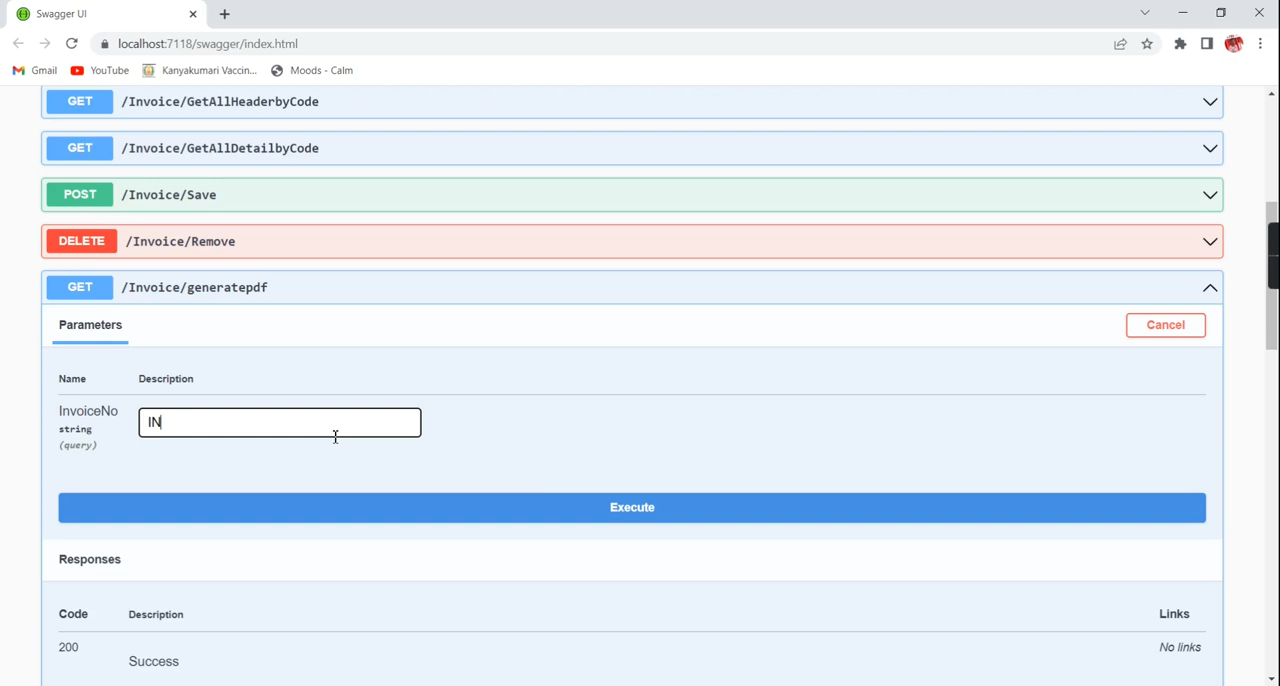 Swagger UI
localhost:7118/swagger/index.html
Gmail YouTube Kanyakumari Vaccin... Moods - Calm
GET /Invoice/GetAllHeaderbyCode
GET /Invoice/GetAllDetailbyCode
POST /Invoice/Save
DELETE /Invoice/Remove
GET /Invoice/generatepdf
Parameters Cancel
Name Description
InvoiceNo
string
(query)
IN
Execute
Responses
Code Description Links
200 No links
Success